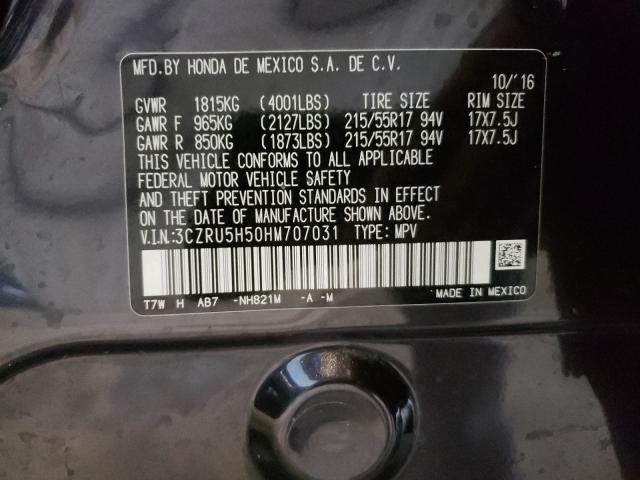 MFD.BY HONDA DE MEXICO S.A. DE C.V.
10/'16
GVWR 1815KG (4001LBS) TIRE SIZE RIM SIZE
GAWR F 965KG (2127LBS) 215/55R17 94V 17X7.5J
GAWR R 850KG (1873LBS) 215/55R17 94V 17X7.5J
THIS VEHICLE CONFORMS TO ALL APPLICABLE
FEDERAL MOTOR VEHICLE SAFETY
AND THEFT PREVENTION STANDARDS IN EFFECT
ON THE DATE OF MANUFACTURE SHOWN ABOVE.
V.I.N.:3CZRU5H50HM707031 TYPE: MPV
T7W H AB7 -NH821M -A -M
MADE IN MEXICO